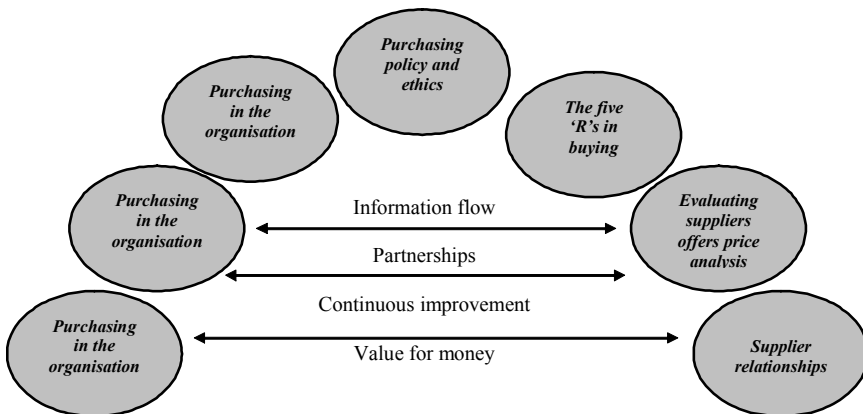 Purchasing
policy and
ethics
Purchasing
in the
organisation
The five
‘R’s in
buying
Purchasing
in the
organisation
Information flow
Evaluating
suppliers
offers price
analysis
Partnerships
Continuous improvement
Purchasing
in the
organisation
Value for money
Supplier
relationships